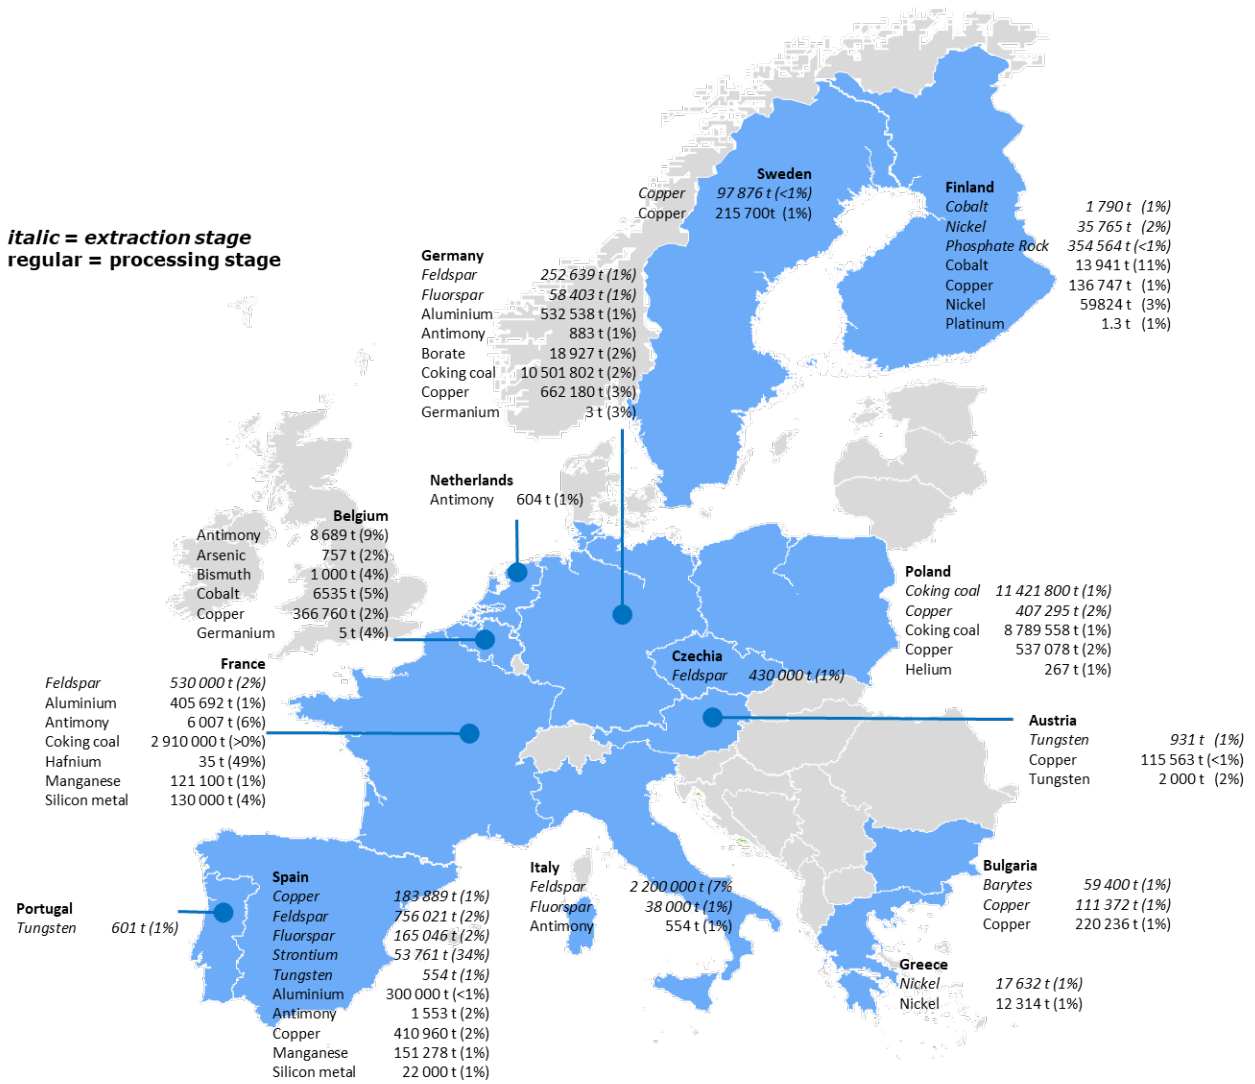 Sweden
Copper 97 876 t (<1%)
Copper 215 700t (1%)
Finland
Cobalt 1 790 t (1%)
Nickel 35 765 t (2%)
Phosphate Rock 354 564 t (<1%)
Cobalt 13 941 t (11%)
Copper 136 747 t (1%)
Nickel 59824 t (3%)
Platinum 1.3 t (1%)
italic = extraction stage
regular = processing stage
Germany
Feldspar 252 639 t (1%)
Fluorspar 58 403 t (1%)
Aluminium 532 538 t (1%)
Antimony 883 t (1%)
Borate 18 927 t (2%)
Coking coal 10 501 802 t (2%)
Copper 662 180 t (3%)
Germanium 3 t (3%)
Netherlands
Antimony 604 t (1%)
Belgium
Antimony 8 689 t (9%)
Arsenic 757 t (2%)
Bismuth 1 000 t (4%)
Cobalt 6535 t (5%)
Copper 366 760 t (2%)
Germanium 5 t (4%)
Poland
Coking coal 11 421 800 t (1%)
Copper 407 295 t (2%)
Coking coal 8 789 558 t (1%)
Copper 537 078 t (2%)
Helium 267 t (1%)
Czechia
Feldspar 430 000 t (1%)
France
Feldspar 530 000 t (2%)
Aluminium 405 692 t (1%)
Antimony 6 007 t (6%)
Coking coal 2 910 000 t (>0%)
Hafnium 35 t (49%)
Manganese 121 100 t (1%)
Silicon metal 130 000 t (4%)
Austria
Tungsten 931 t (1%)
Copper 115 563 t (<1%)
Tungsten 2 000 t (2%)
Portugal
Tungsten 601 t (1%)
Spain
Copper 183 889 t (1%)
Feldspar 756 021 t (2%)
Fluorspar 165 046 t (2%)
Strontium 53 761 t (34%)
Tungsten 554 t (1%)
Aluminium 300 000 t (<1%)
Antimony 1 553 t (2%)
Copper 410 960 t (2%)
Manganese 151 278 t (1%)
Silicon metal 22 000 t (1%)
Italy
Feldspar 2 200 000 t (7%
Fluorspar 38 000 t (1%)
Antimony 554 t (1%)
Bulgaria
Barytes 59 400 t (1%)
Copper 111 372 t (1%)
Copper 220 236 t (1%)
Greece
Nickel 17 632 t (1%)
Nickel 12 314 t (1%)